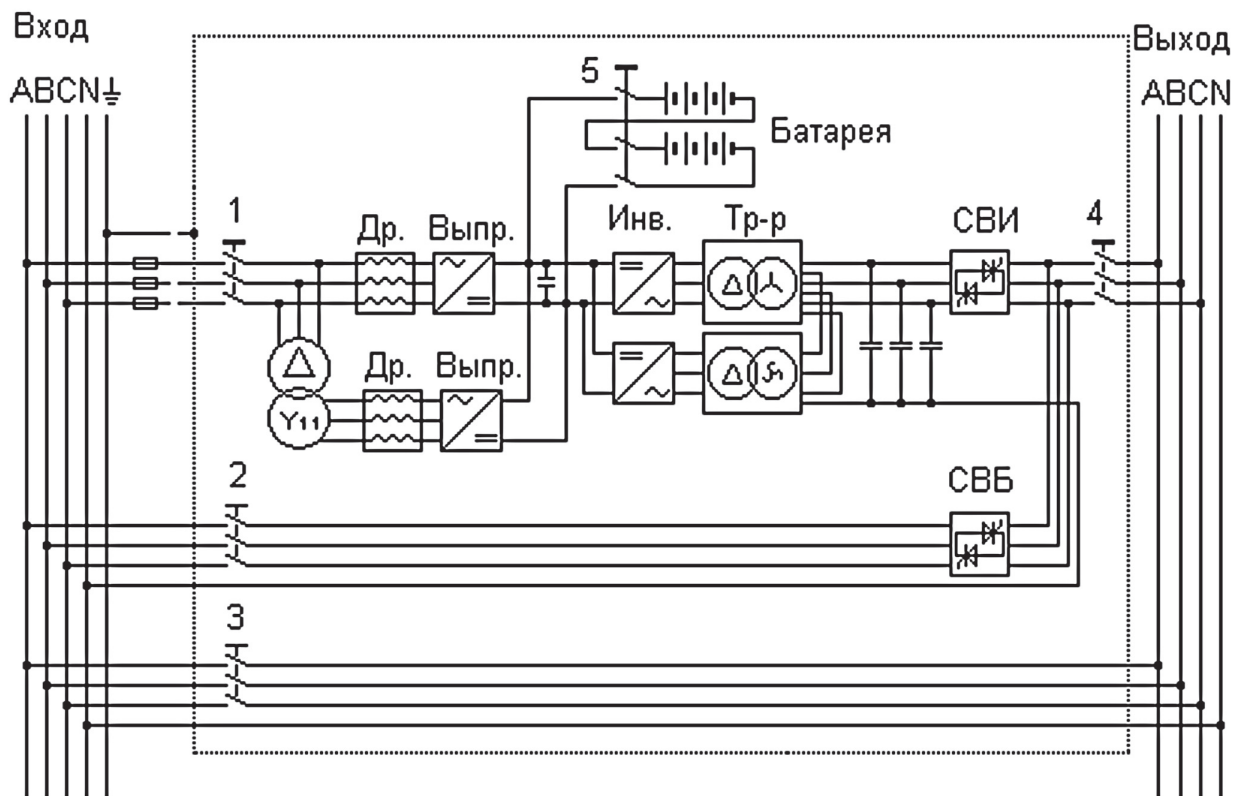 Вход
Выход
ABCN
ABCN
5
Батарея
1
Др.
Выпр.
Инв.
Тр-р
СВИ
4
Др.
Выпр.
Y11
2
СВБ
3